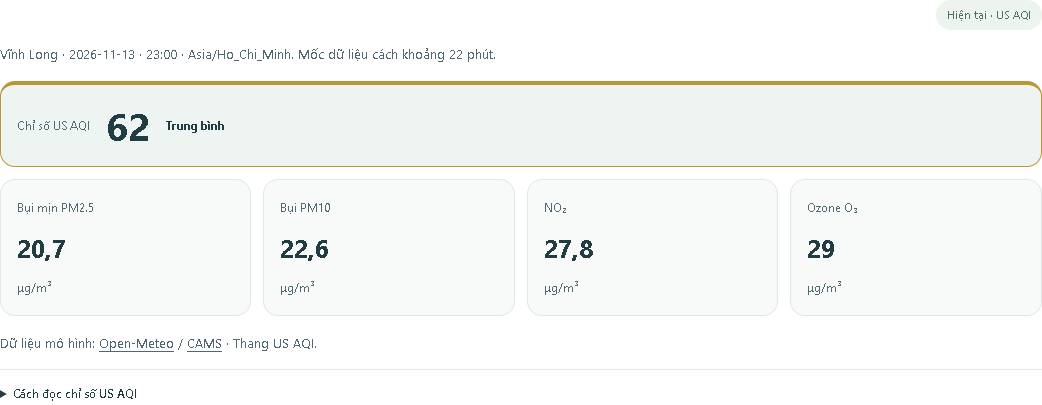 Hiện tại · US AQI
Vĩnh Long · 2026-11-13 · 23:00 · Asia/Ho_Chi_Minh. Mốc dữ liệu cách khoảng 22 phút.
Chỉ số US AQI 62 Trung bình
Bụi mịn PM2.5
20,7
µg/m³
Bụi PM10
22,6
µg/m³
NO₂
27,8
µg/m³
Ozone O₃
29
µg/m³
Dữ liệu mô hình: Open-Meteo / CAMS · Thang US AQI.
▶ Cách đọc chỉ số US AQI